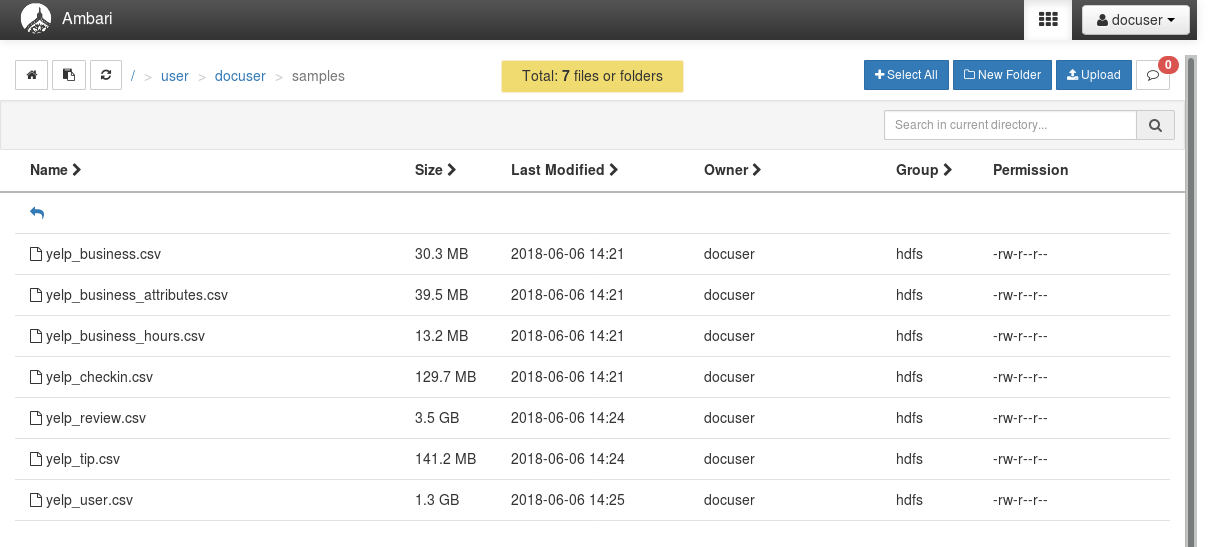 Ambari docuser
/ > user > docuser > samples Total: 7 files or folders Select All New Folder Upload 0
Search in current directory...
Name Size Last Modified Owner Group Permission
yelp_business.csv 30.3 MB 2018-06-06 14:21 docuser hdfs -rw-r--r--
yelp_business_attributes.csv 39.5 MB 2018-06-06 14:21 docuser hdfs -rw-r--r--
yelp_business_hours.csv 13.2 MB 2018-06-06 14:21 docuser hdfs -rw-r--r--
yelp_checkin.csv 129.7 MB 2018-06-06 14:21 docuser hdfs -rw-r--r--
yelp_review.csv 3.5 GB 2018-06-06 14:24 docuser hdfs -rw-r--r--
yelp_tip.csv 141.2 MB 2018-06-06 14:24 docuser hdfs -rw-r--r--
yelp_user.csv 1.3 GB 2018-06-06 14:25 docuser hdfs -rw-r--r--